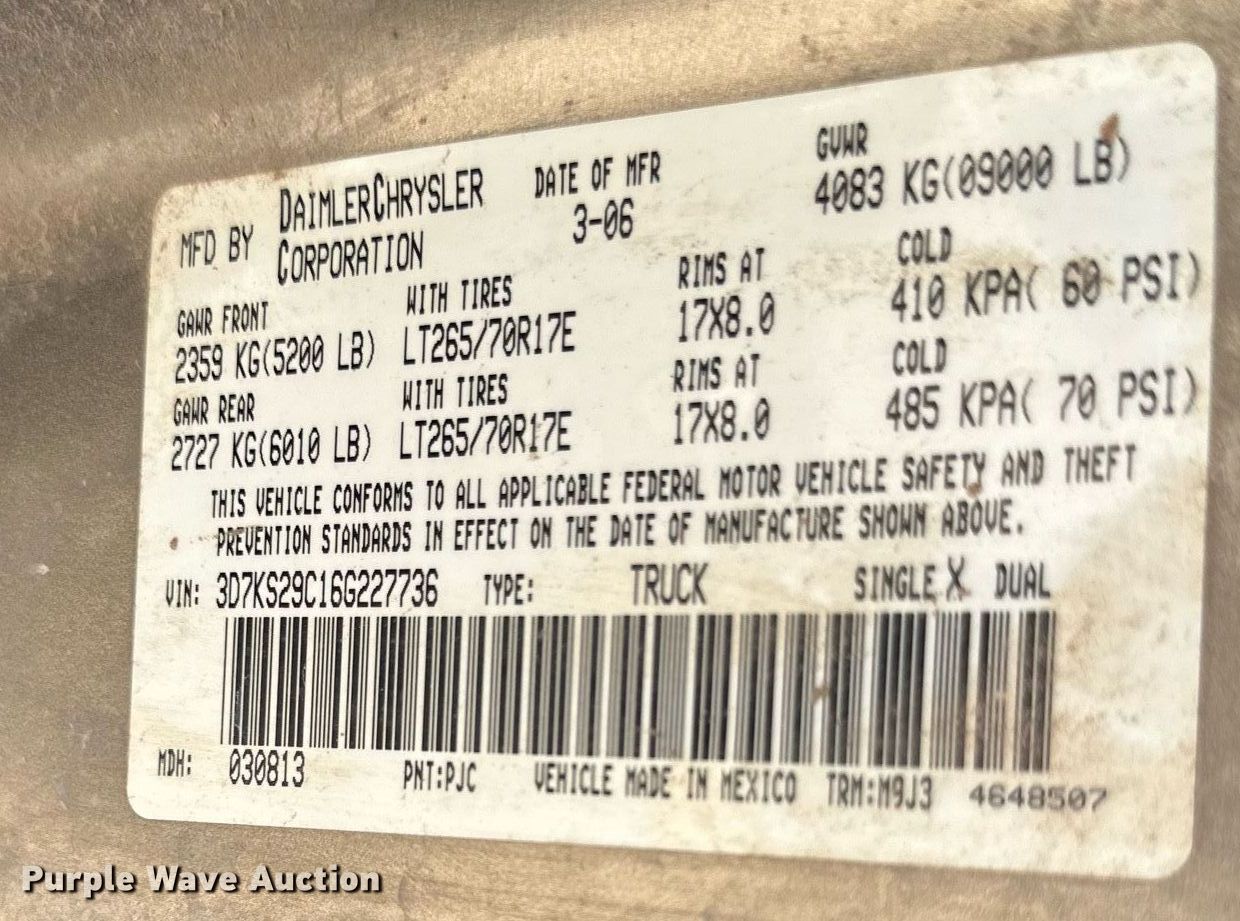 MFD BY DAIMLERCHRYSLER CORPORATION
DATE OF MFR
3-06
GVWR
4083 KG(09000 LB)
GAWR FRONT WITH TIRES RIMS AT COLD
2359 KG(5200 LB) LT265/70R17E 17X8.0 410 KPA( 60 PSI)
GAWR REAR WITH TIRES RIMS AT COLD
2727 KG(6010 LB) LT265/70R17E 17X8.0 485 KPA( 70 PSI)
THIS VEHICLE CONFORMS TO ALL APPLICABLE FEDERAL MOTOR VEHICLE SAFETY AND THEFT
PREVENTION STANDARDS IN EFFECT ON THE DATE OF MANUFACTURE SHOWN ABOVE.
VIN: 3D7KS29C16G227736 TYPE: TRUCK SINGLE X DUAL
MDH: 030813 PNT:PJC VEHICLE MADE IN MEXICO TRM:M9J3 4648507
Purple Wave Auction